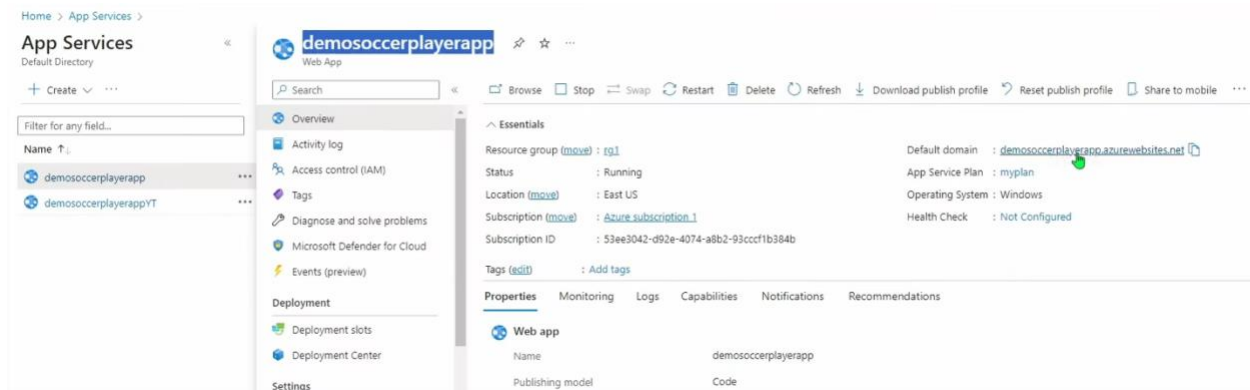 Home > App Services >
App Services
Default Directory
+ Create
Filter for any field...
Name ↑↓
demosoccerplayerapp
demosoccerplayerappYT
demosoccerplayerapp
Web App
Search
Overview
Activity log
Access control (IAM)
Tags
Diagnose and solve problems
Microsoft Defender for Cloud
Events (preview)
Deployment
Deployment slots
Deployment Center
Settings
Browse Stop Swap Restart Delete Refresh Download publish profile Reset publish profile Share to mobile
Essentials
Resource group (move) : rg1
Status : Running
Location (move) : East US
Subscription (move) : Azure subscription 1
Subscription ID : 53ee3042-d92e-4074-a8b2-93cccf1b384b
Default domain : demosoccerplayerapp.azurewebsites.net
App Service Plan : myplan
Operating System : Windows
Health Check : Not Configured
Tags (edit) : Add tags
Properties Monitoring Logs Capabilities Notifications Recommendations
Web app
Name demosoccerplayerapp
Publishing model Code